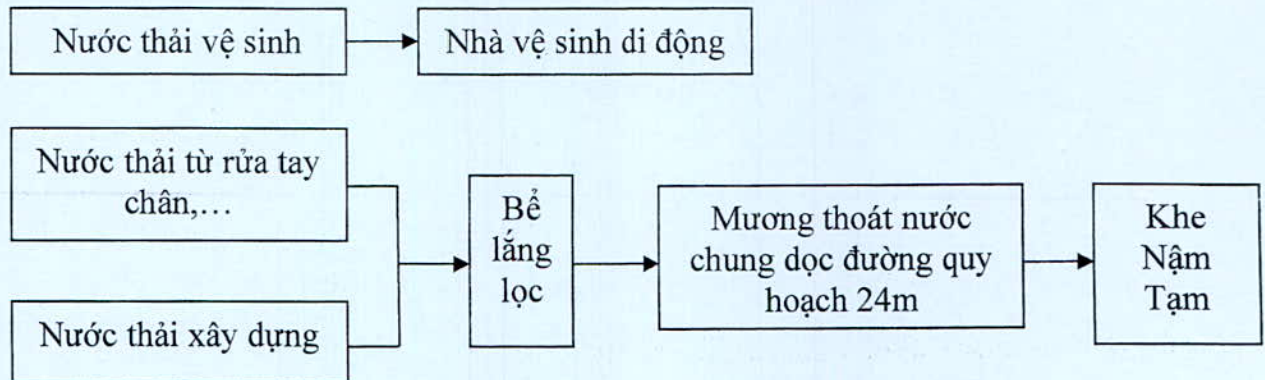 Nước thải vệ sinh
Nhà vệ sinh di động
Nước thải từ rửa tay
chân,...
Nước thải xây dựng
Bể
lắng
lọc
Mương thoát nước
chung dọc đường quy
hoạch 24m
Khe
Nậm
Tạm